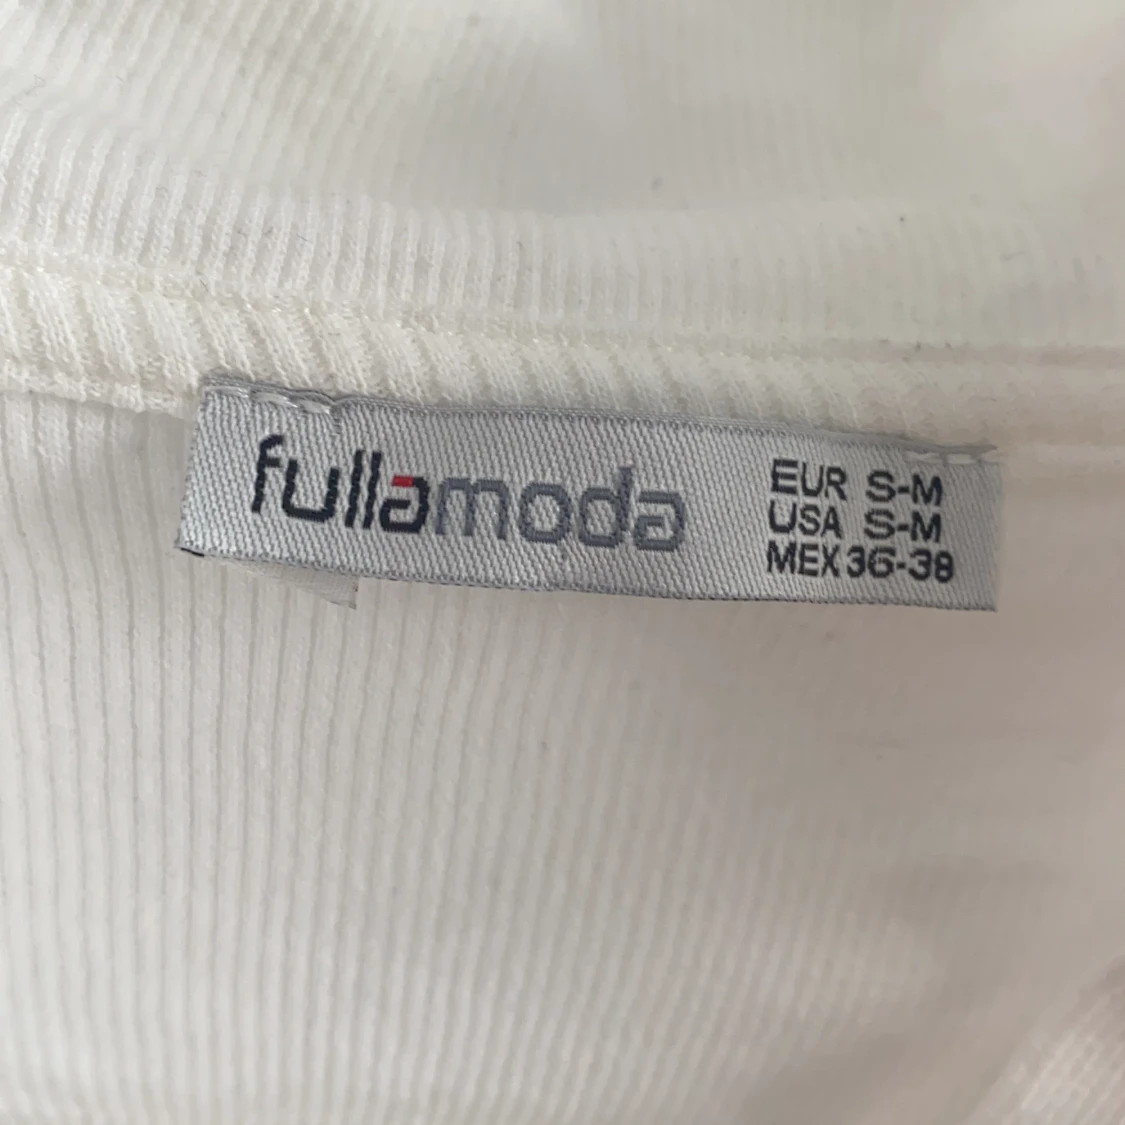 fullamoda
EUR S-M
USA S-M
MEX 36-38